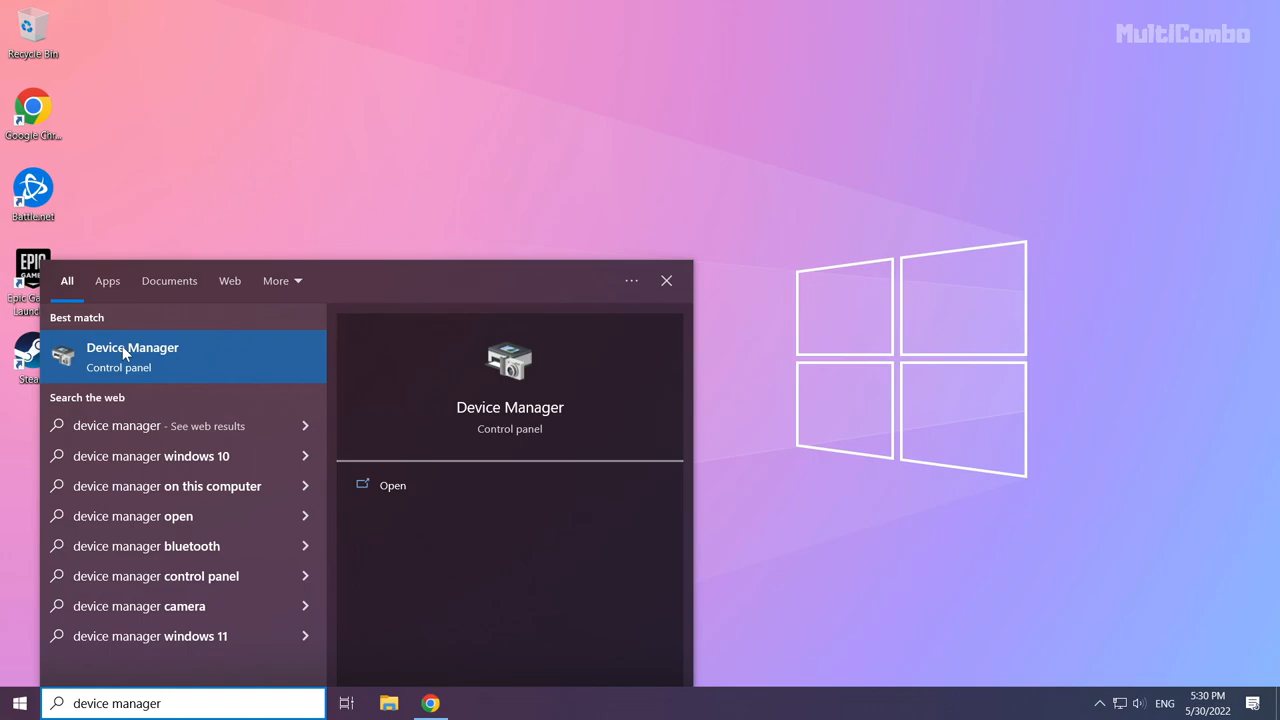 Recycle Bin
MultiCombo
Google Chr...
Battle.net
Epic Ga
Launc
Stea
All
Apps
Documents
Web
More
Best match
Device Manager
Control panel
Search the web
device manager - See web results
device manager windows 10
device manager on this computer
device manager open
device manager bluetooth
device manager control panel
device manager camera
device manager windows 11
Device Manager
Control panel
Open
device manager
ENG
5:30 PM
5/30/2022